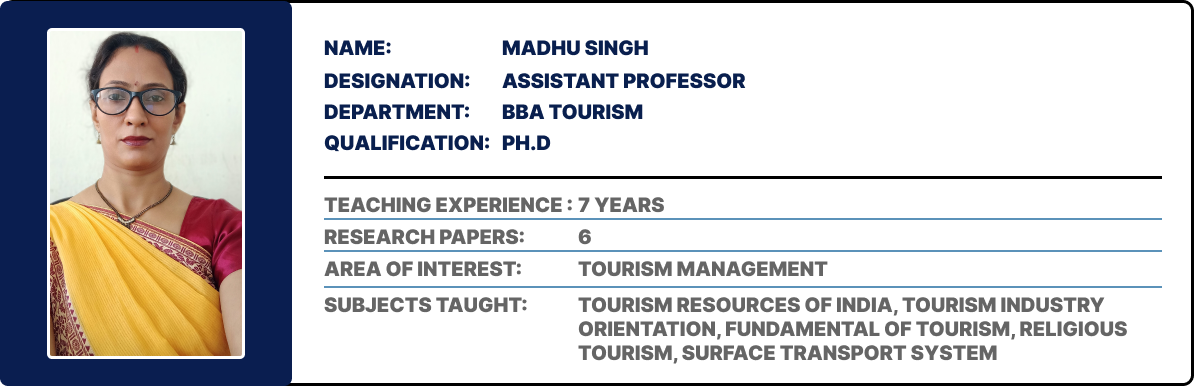 NAME: MADHU SINGH
DESIGNATION: ASSISTANT PROFESSOR
DEPARTMENT: BBA TOURISM
QUALIFICATION: PH.D
TEACHING EXPERIENCE : 7 YEARS
RESEARCH PAPERS: 6
AREA OF INTEREST: TOURISM MANAGEMENT
SUBJECTS TAUGHT: TOURISM RESOURCES OF INDIA, TOURISM INDUSTRY
ORIENTATION, FUNDAMENTAL OF TOURISM, RELIGIOUS
TOURISM, SURFACE TRANSPORT SYSTEM